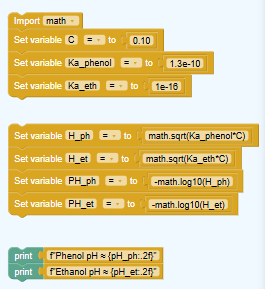 Import math
Set variable C = to 0.10
Set variable Ka_phenol = to 1.3e-10
Set variable Ka_eth = to 1e-16
Set variable H_ph = to math.sqrt(Ka_phenol*C)
Set variable H_et = to math.sqrt(Ka_eth*C)
Set variable PH_ph = to -math.log10(H_ph)
Set variable PH_et = to -math.log10(H_et)
print f"Phenol pH ≈ {pH_ph:.2f}"
print f"Ethanol pH ≈ {pH_et:.2f}"